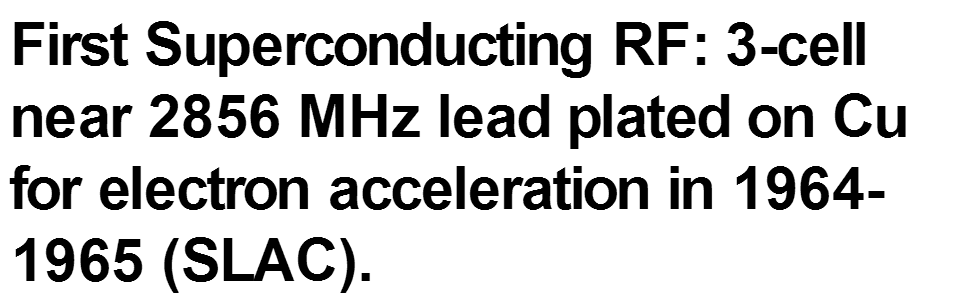 First Superconducting RF: 3-cell
near 2856 MHz lead plated on Cu
for electron acceleration in 1964-
1965 (SLAC).